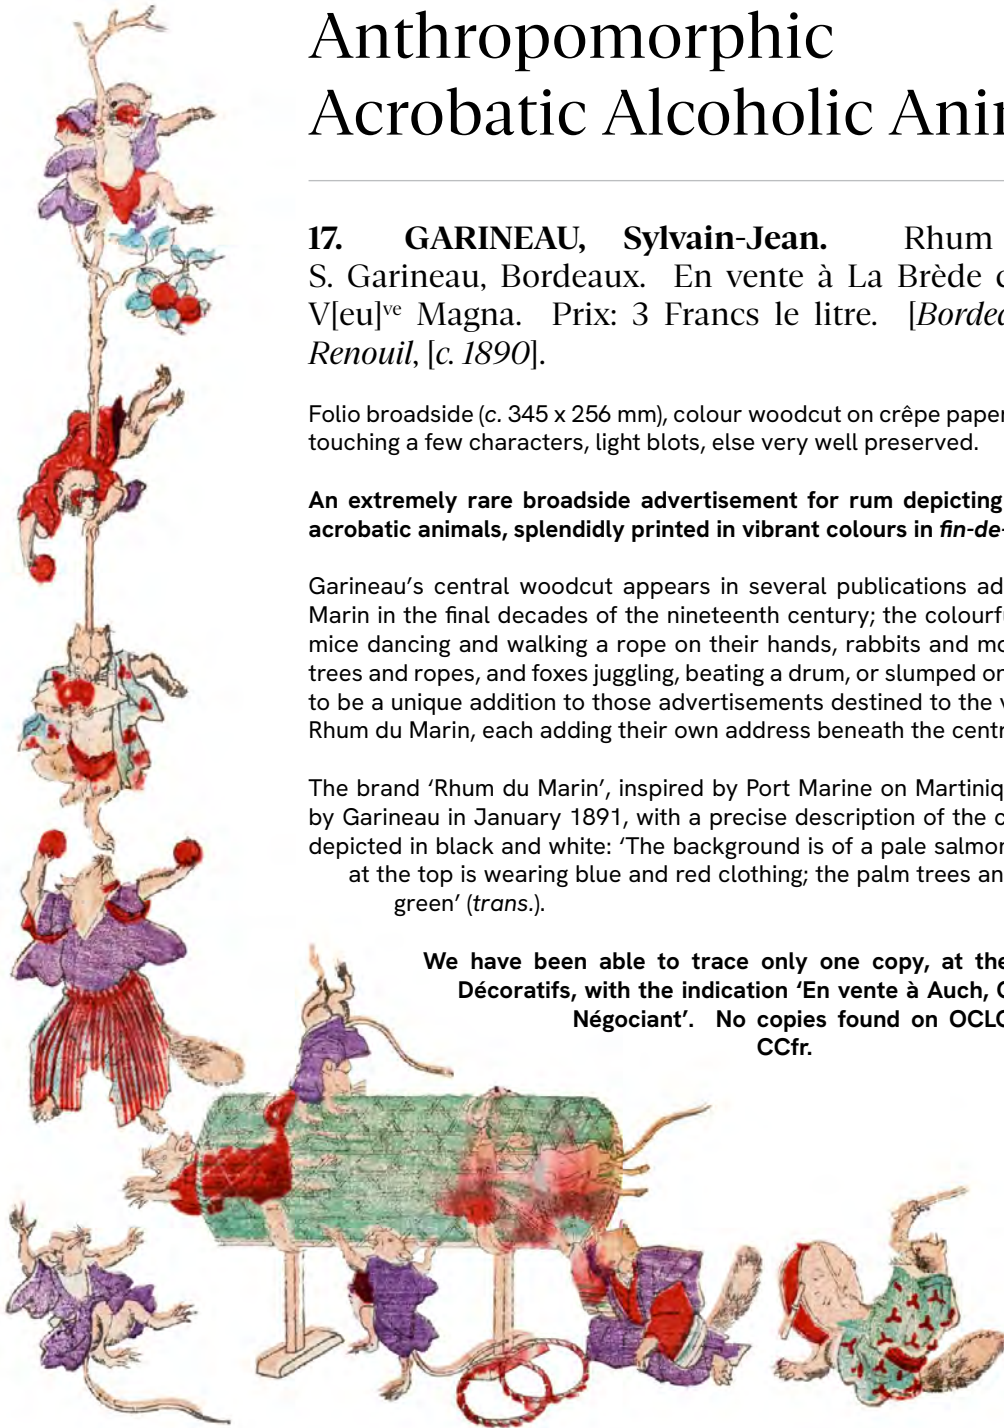 Anthropomorphic
Acrobatic Alcoholic Anim
17. GARINEAU, Sylvain-Jean. Rhum
S. Garineau, Bordeaux. En vente à La Brède c
V[eu]ᵛᵉ Magna. Prix: 3 Francs le litre. [Bordea
Renouil, [c. 1890].
Folio broadside (c. 345 x 256 mm), colour woodcut on crêpe paper
touching a few characters, light blots, else very well preserved.
An extremely rare broadside advertisement for rum depicting
acrobatic animals, splendidly printed in vibrant colours in fin-de-
Garineau’s central woodcut appears in several publications ad
Marin in the final decades of the nineteenth century; the colourfu
mice dancing and walking a rope on their hands, rabbits and mo
trees and ropes, and foxes juggling, beating a drum, or slumped on
to be a unique addition to those advertisements destined to the v
Rhum du Marin, each adding their own address beneath the centr
The brand ‘Rhum du Marin’, inspired by Port Marine on Martiniq
by Garineau in January 1891, with a precise description of the c
depicted in black and white: ‘The background is of a pale salmon
at the top is wearing blue and red clothing; the palm trees an
green’ (trans.).
We have been able to trace only one copy, at the
Décoratifs, with the indication ‘En vente à Auch, C
Négociant’. No copies found on OCLC
CCfr.